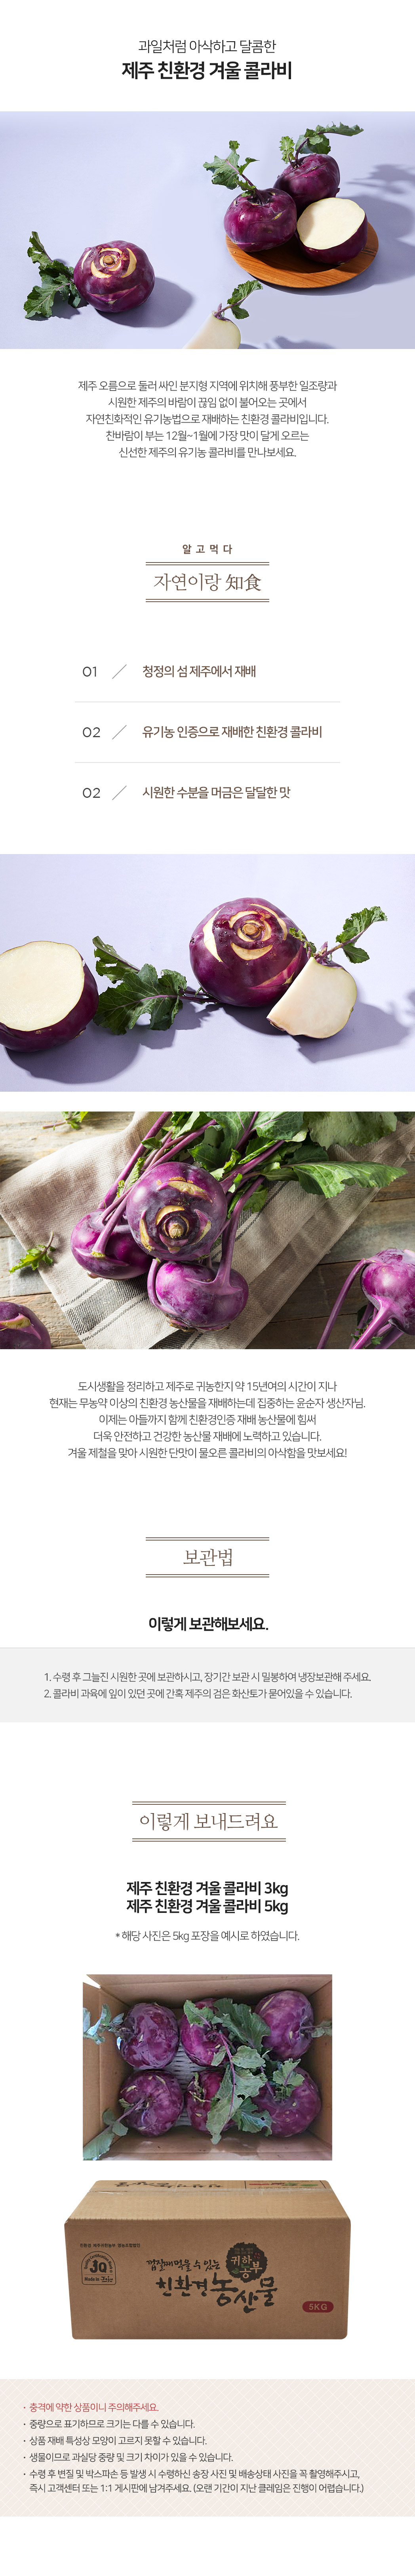 과일처럼 아삭하고 달콤한
제주 친환경 겨울 콜라비
제주 오름으로 둘러 싸인 분지형 지역에 위치해 풍부한 일조량과
시원한 제주의 바람이 끊임 없이 불어오는 곳에서
자연친화적인 유기농법으로 재배하는 친환경 콜라비입니다.
찬바람이 부는 12월~1월에 가장 맛이 달게 오르는
신선한 제주의 유기농 콜라비를 만나보세요.
알고먹다
자연이랑 知食
01 / 청정의 섬 제주에서 재배
02 / 유기농 인증으로 재배한 친환경 콜라비
02 / 시원한 수분을 머금은 달달한 맛
도시생활을 정리하고 제주로 귀농한지 약 15년여의 시간이 지나
현재는 무농약 이상의 친환경 농산물을 재배하는데 집중하는 윤순자 생산자님.
이제는 아들까지 함께 친환경인증 재배 농산물에 힘써
더욱 안전하고 건강한 농산물 재배에 노력하고 있습니다.
겨울 제철을 맞아 시원한 단맛이 물오른 콜라비의 아삭함을 맛보세요!
보관법
이렇게 보관해보세요.
1. 수령 후 그늘진 시원한 곳에 보관하시고, 장기간 보관 시 밀봉하여 냉장보관해 주세요.
2. 콜라비 과육에 잎이 있던 곳에 간혹 제주의 검은 화산토가 묻어있을 수 있습니다.
이렇게 보내드려요
제주 친환경 겨울 콜라비 3kg
제주 친환경 겨울 콜라비 5kg
* 해당 사진은 5kg 포장을 예시로 하였습니다.
껍질째 먹을 수 있는
귀하농부
친환경 농산물
JQ
5KG
· 충격에 약한 상품이니 주의해주세요.
· 중량으로 표기하므로 크기는 다를 수 있습니다.
· 상품 재배 특성상 모양이 고르지 못할 수 있습니다.
· 생물이므로 과실당 중량 및 크기 차이가 있을 수 있습니다.
· 수령 후 변질 및 박스파손 등 발생 시 수령하신 송장 사진 및 배송상태 사진을 꼭 촬영해주시고,
즉시 고객센터 또는 1:1 게시판에 남겨주세요. (오랜 기간이 지난 클레임은 진행이 어렵습니다.)